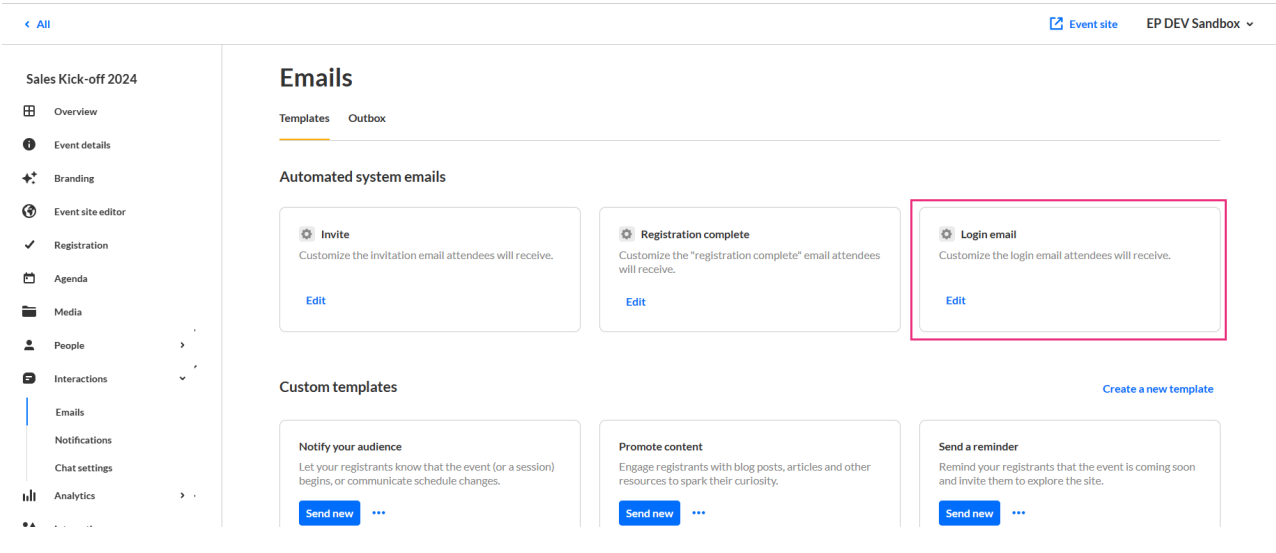 All
Event site
EP DEV Sandbox
Sales Kick-off 2024
Overview
Event details
Branding
Event site editor
Registration
Agenda
Media
People
Interactions
Emails
Notifications
Chat settings
Analytics
Emails
Templates Outbox
Automated system emails
Invite
Customize the invitation email attendees will receive.
Edit
Registration complete
Customize the "registration complete" email attendees
will receive.
Edit
Login email
Customize the login email attendees will receive.
Edit
Custom templates
Create a new template
Notify your audience
Let your registrants know that the event (or a session)
begins, or communicate schedule changes.
Send new
Promote content
Engage registrants with blog posts, articles and other
resources to spark their curiosity.
Send new
Send a reminder
Remind your registrants that the event is coming soon
and invite them to explore the site.
Send new